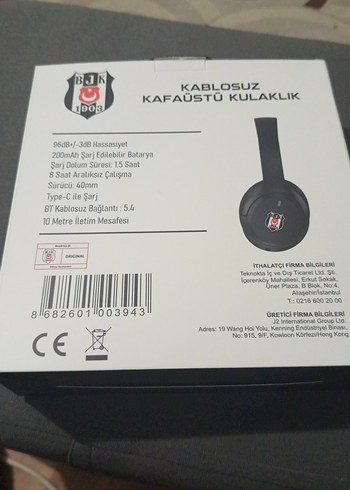 BJK
1903
KABLOSUZ
KAFAÜSTÜ KULAKLIK
96dB+/-3dB Hassasiyet
200mAh Şarj Edilebilir Batarya
Şarj Dolum Süresi: 1.5 Saat
8 Saat Aralıksız Çalışma
Sürücü: 40mm
Type-C ile Şarj
BT Kablosuz Bağlantı : 5.4
10 Metre İletim Mesafesi
ORIGINAL
8 682601 003943
CE
İTHALATÇI FİRMA BİLGİLERİ
Teknokta İç ve Dış Ticaret Ltd. Şti.
İçerenköy Mahallesi, Erkut Sokak,
Üner Plaza, B Blok, No:4,
Ataşehir/İstanbul
T.: 0216 600 20 00
ÜRETİCİ FİRMA BİLGİLERİ
J2 International Group Ltd.
Adres: 19 Wang Hoi Yolu, Kenning Endüstriyel Binası,
No: 915, 9/F, Kowloon Körfezi/Hong Kong